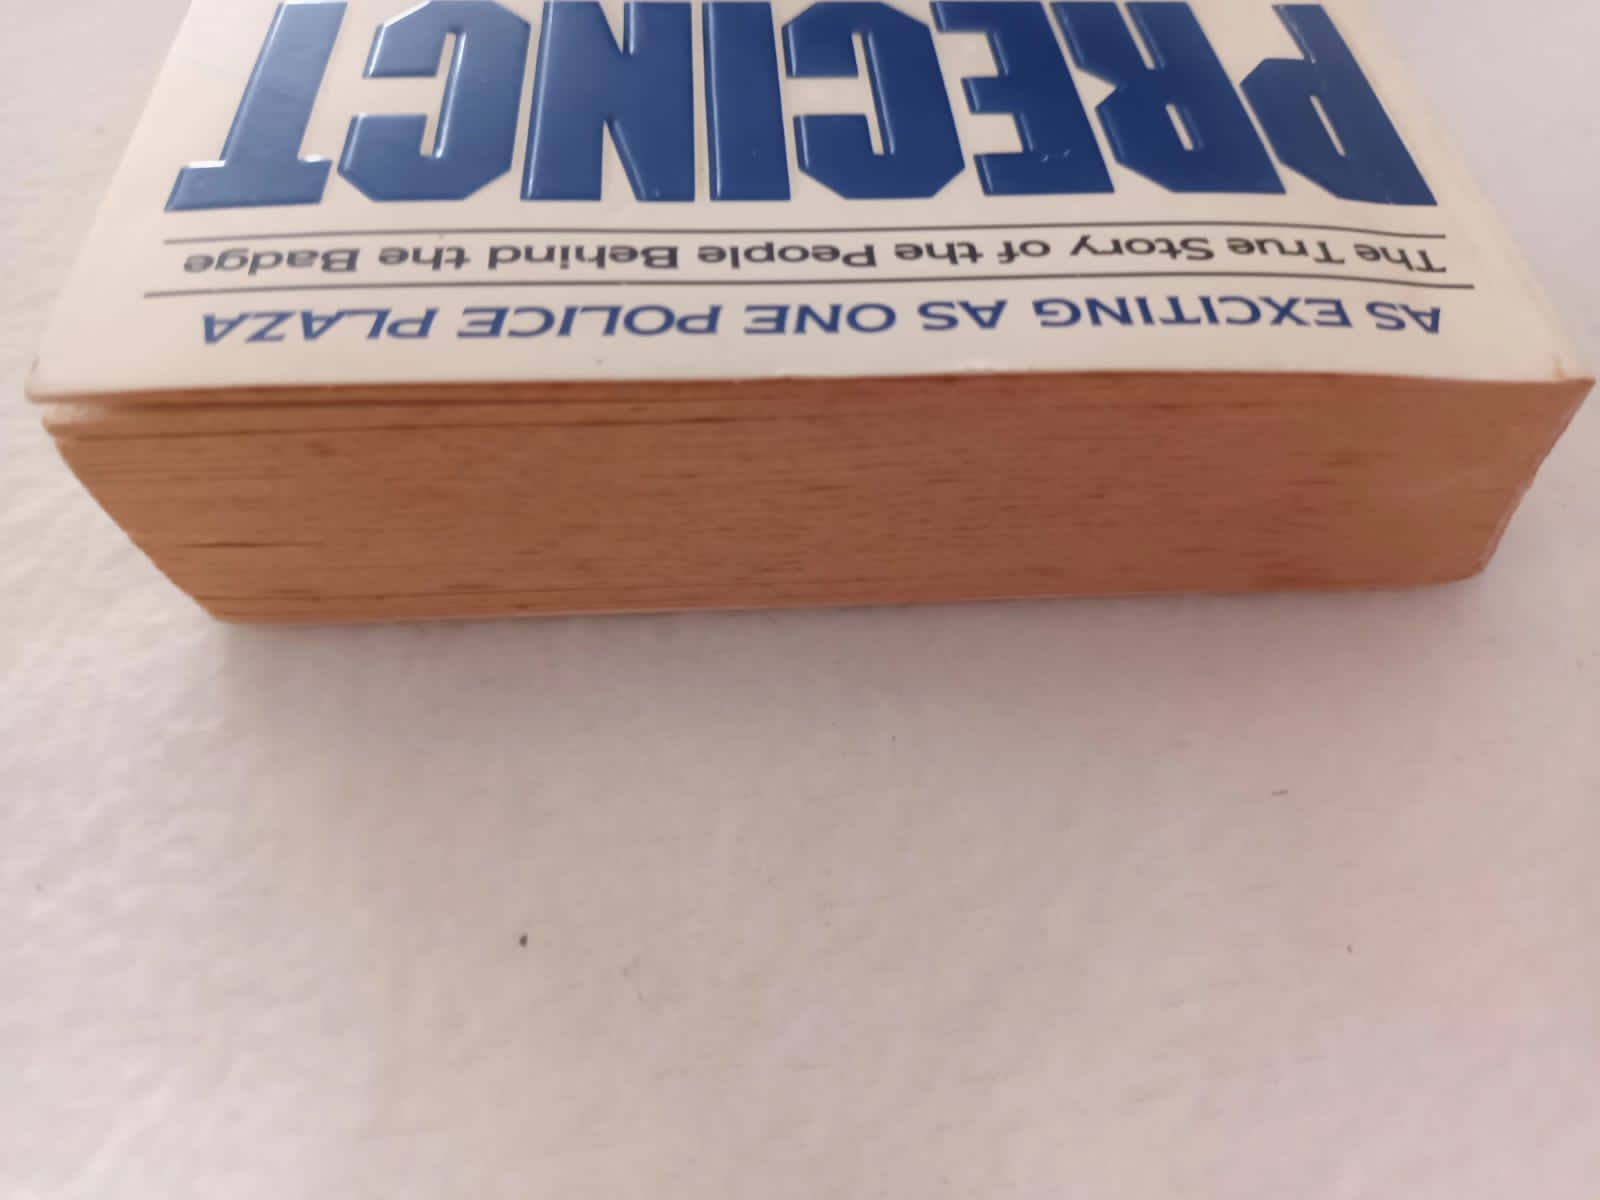 AS EXCITING AS ONE POLICE PLAZA
The True Story of the People Behind the Badge
PRECINCT